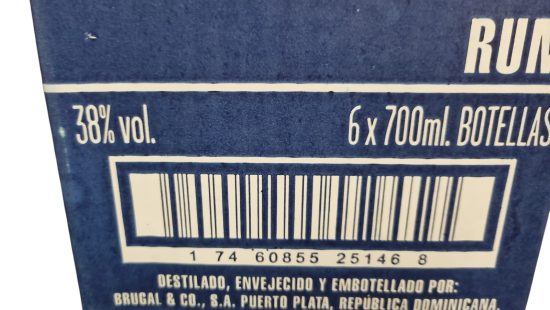 38% vol.
6 x 700ml. BOTELLAS
1 74 60855 25146 8
DESTILADO, ENVEJECIDO Y EMBOTELLADO POR:
BRUGAL & CO., S.A. PUERTO PLATA, REPÚBLICA DOMINICANA.